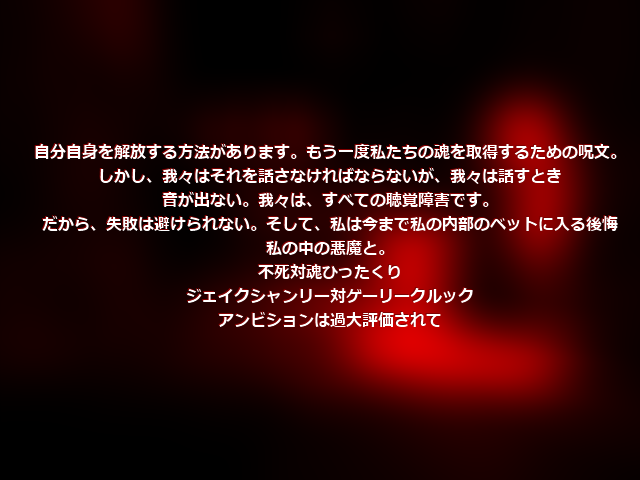 自分自身を解放する方法があります。もう一度私たちの魂を取得するための呪文。
しかし、我々はそれを話さなければならないが、我々は話すとき
音が出ない。我々は、すべての聴覚障害です。
だから、失敗は避けられない。そして、私は今まで私の内部のベットに入る後悔
私の中の悪魔と。
不死対魂ひったくり
ジェイクシャンリー対ゲーリークルック
アンビションは過大評価されて